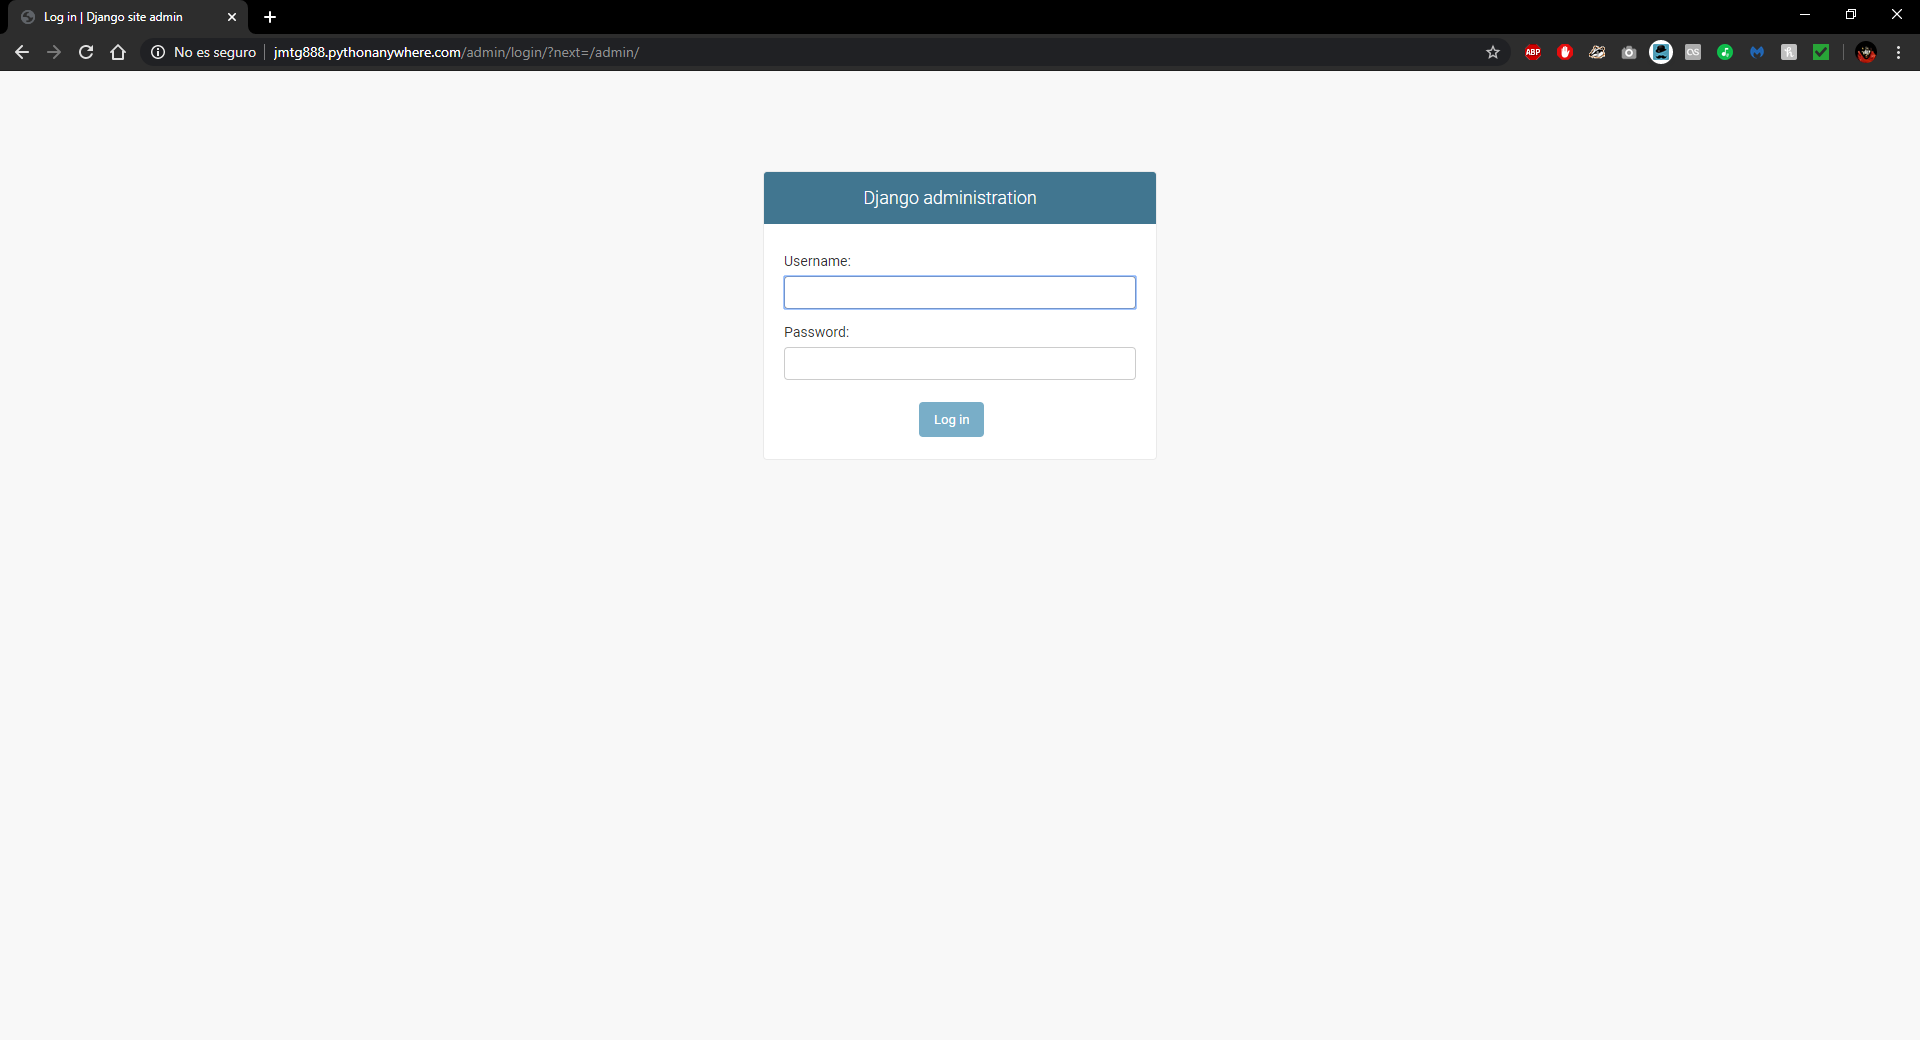 Log in | Django site admin
No es seguro | jmtg888.pythonanywhere.com/admin/login/?next=/admin/
ABP
Django administration
Username:
Password:
Log in